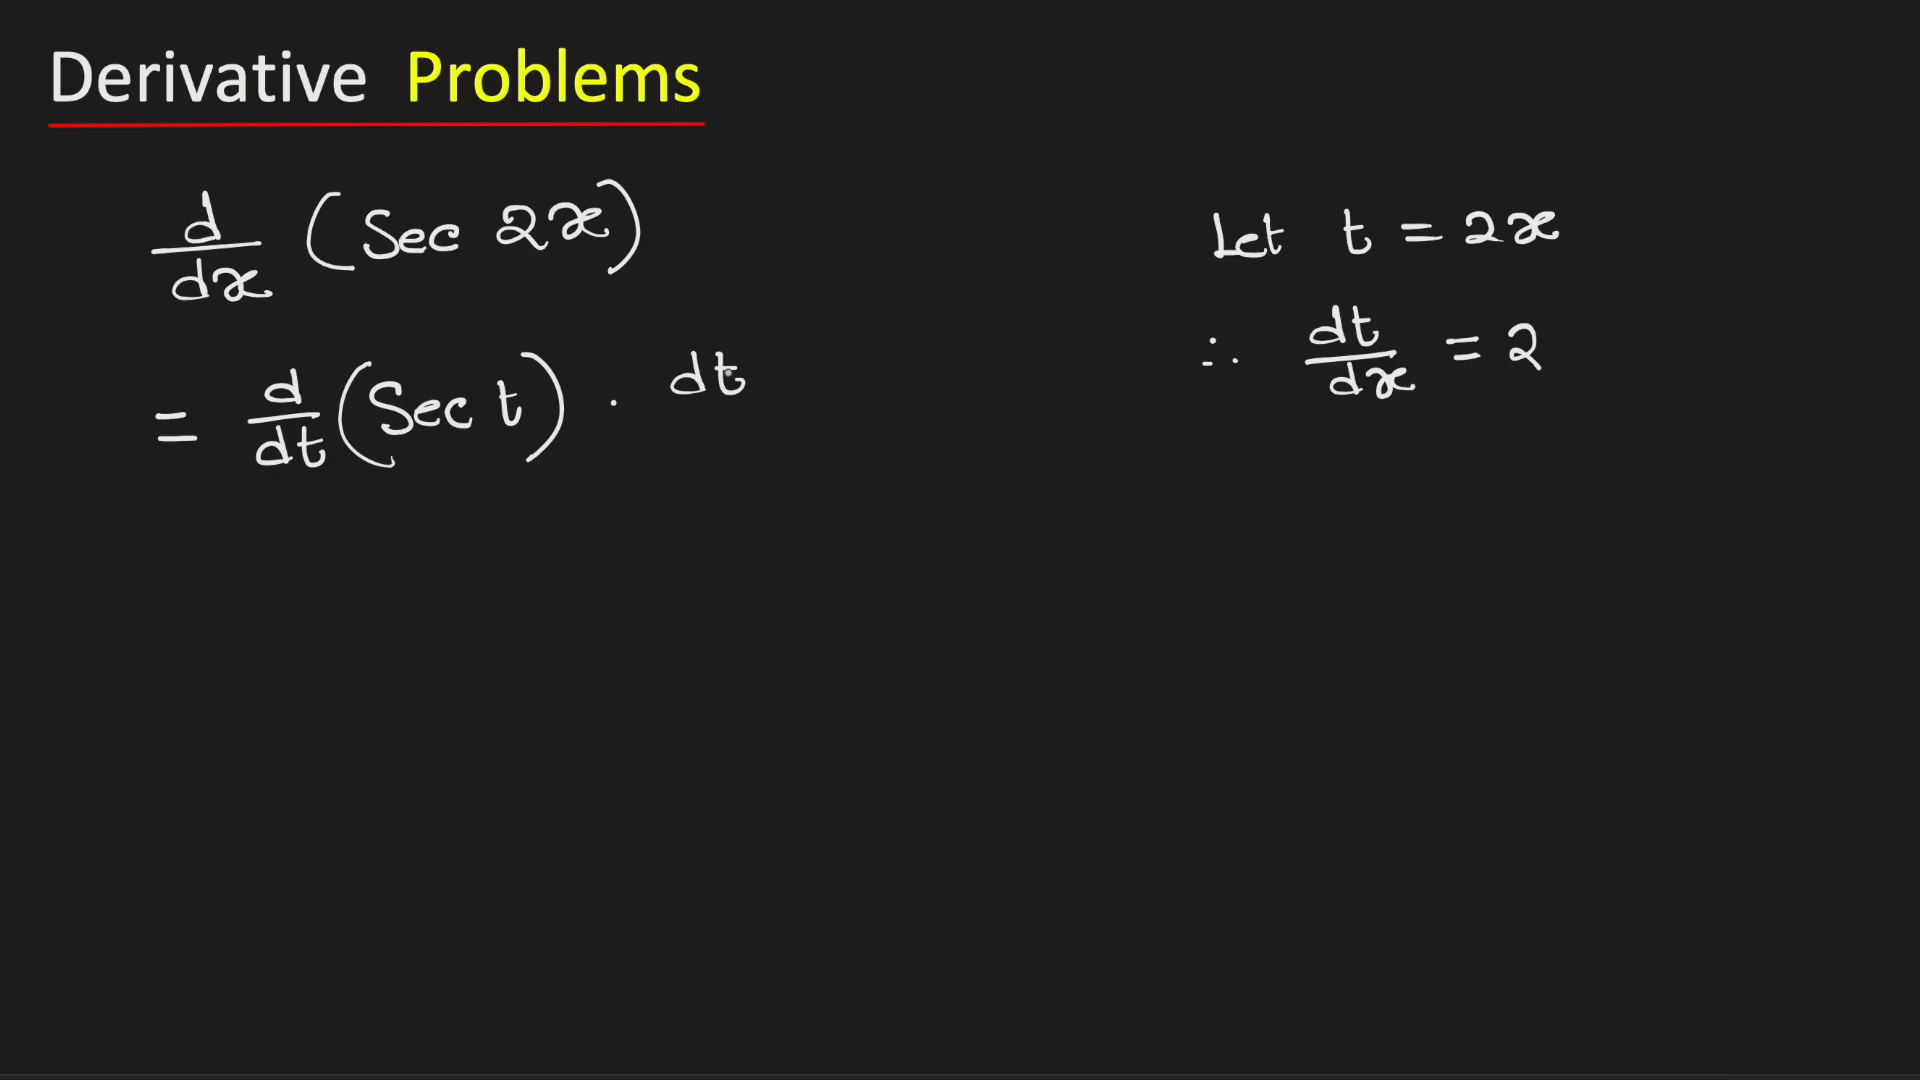 Derivative Problems
d/dx (Sec 2x)
= d/dt (Sec t) · dt
Let t = 2x
∴ dt/dx = 2